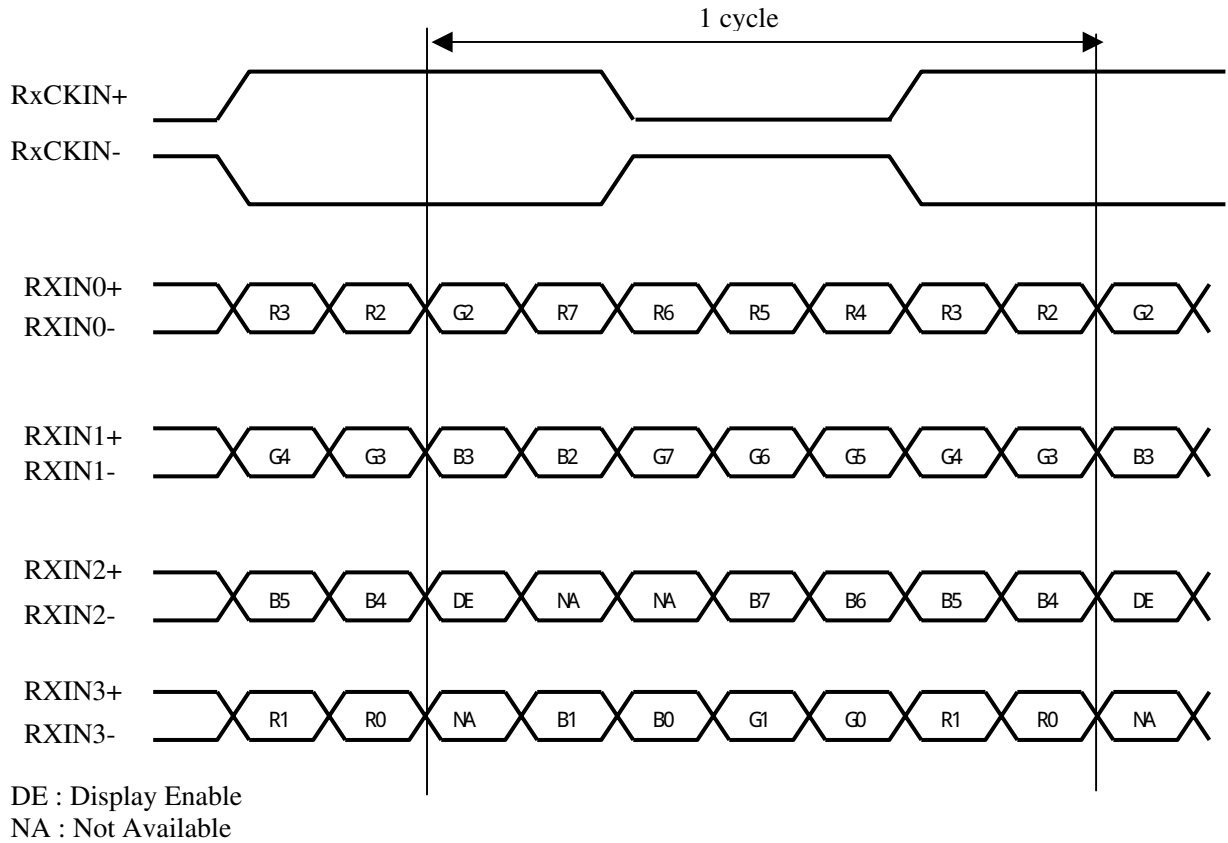 1 cycle
RxCKIN+
RxCKIN-
RXIN0+
RXIN0-
R3 R2 G2 R7 R6 R5 R4 R3 R2 G2
RXIN1+
RXIN1-
G4 G3 B3 B2 G7 G6 G5 G4 G3 B3
RXIN2+
RXIN2-
B5 B4 DE NA NA B7 B6 B5 B4 DE
RXIN3+
RXIN3-
R1 R0 NA B1 B0 G1 G0 R1 R0 NA
DE : Display Enable
NA : Not Available